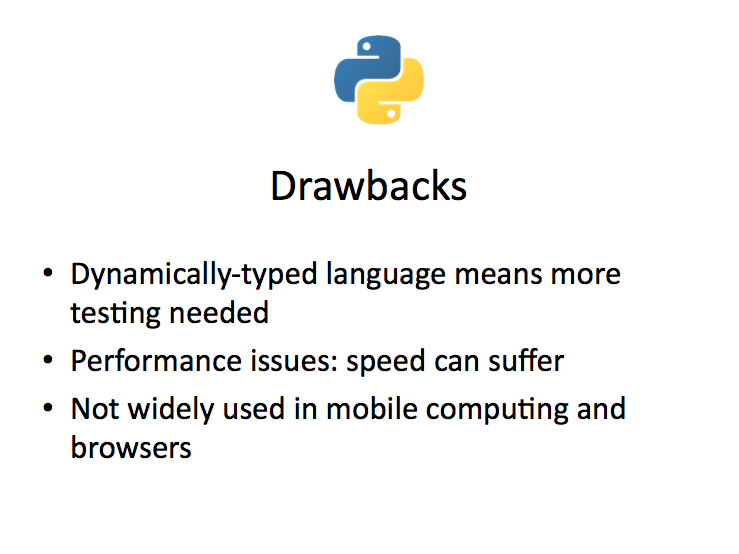 Drawbacks
• Dynamically-typed language means more
testing needed
• Performance issues: speed can suffer
• Not widely used in mobile computing and
browsers